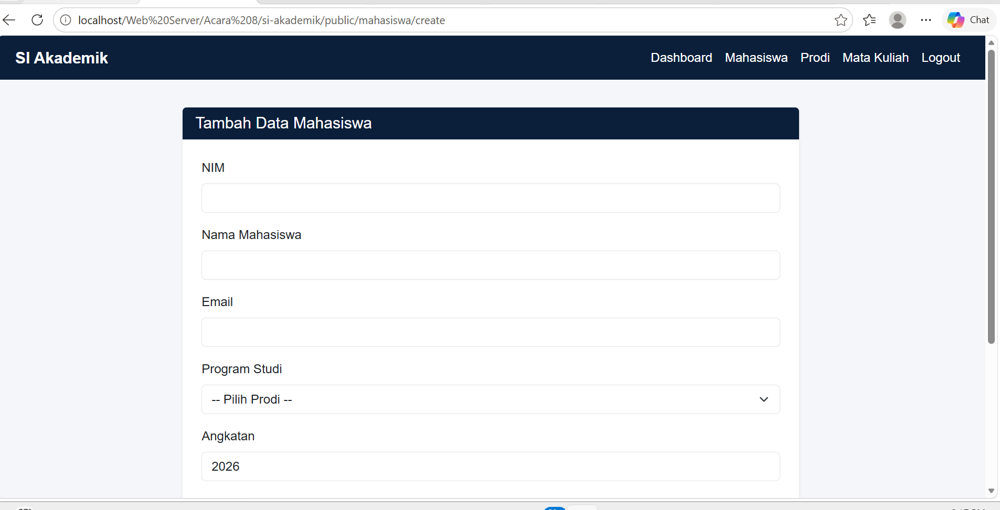 localhost/Web%20Server/Acara%208/si-akademik/public/mahasiswa/create
Chat
SI Akademik
Dashboard Mahasiswa Prodi Mata Kuliah Logout
Tambah Data Mahasiswa
NIM
Nama Mahasiswa
Email
Program Studi
-- Pilih Prodi --
Angkatan
2026